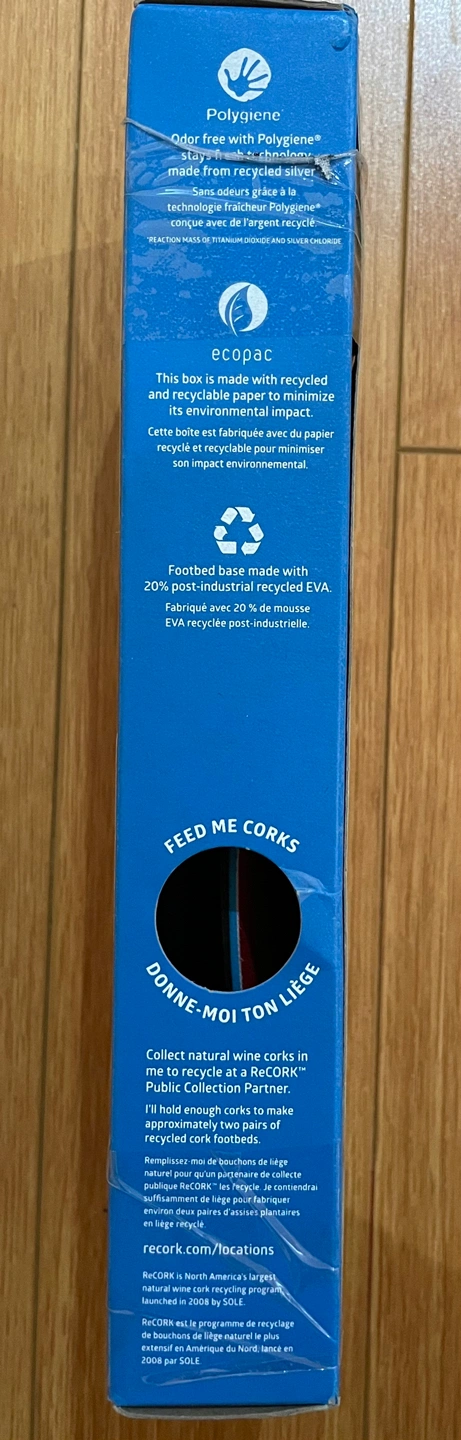 Polygiene®
Odor free with Polygiene®
stays fresh technology
made from recycled silver*
Sans odeurs grâce à la
technologie fraîcheur Polygiene®
conçue avec de l'argent recyclé.
*REACTION MASS OF TITANIUM DIOXIDE AND SILVER CHLORIDE
ecopac
This box is made with recycled
and recyclable paper to minimize
its environmental impact.
Cette boîte est fabriquée avec du papier
recyclé et recyclable pour minimiser
son impact environnemental.
Footbed base made with
20% post-industrial recycled EVA.
Fabriqué avec 20 % de mousse
EVA recyclée post-industrielle.
FEED ME CORKS
DONNE-MOI TON LIÈGE
Collect natural wine corks in
me to recycle at a ReCORK™
Public Collection Partner.
I'll hold enough corks to make
approximately two pairs of
recycled cork footbeds.
Remplissez-moi de bouchons de liège
naturel pour qu'un partenaire de collecte
publique ReCORK™ les recycle. Je contiendrai
suffisamment de liège pour fabriquer
environ deux paires d'assises plantaires
en liège recyclé.
recork.com/locations
ReCORK is North America's largest
natural wine cork recycling program,
launched in 2008 by SOLE.
ReCORK est le programme de recyclage
de bouchons de liège naturel le plus
extensif en Amérique du Nord, lancé en
2008 par SOLE.